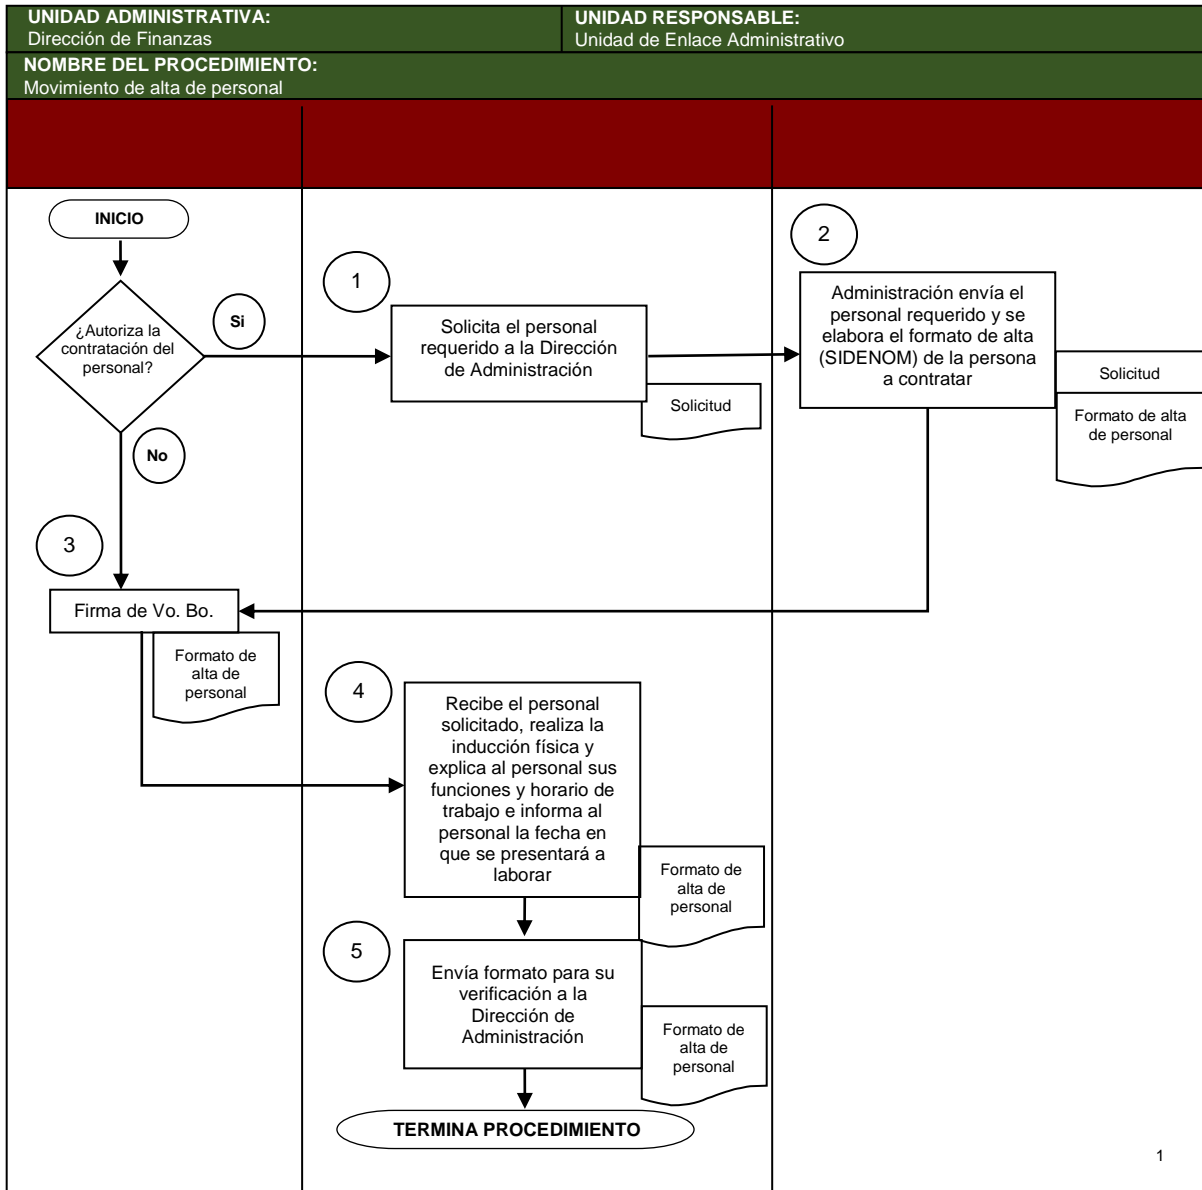 UNIDAD ADMINISTRATIVA:
Dirección de Finanzas
UNIDAD RESPONSABLE:
Unidad de Enlace Administrativo
NOMBRE DEL PROCEDIMIENTO:
Movimiento de alta de personal
INICIO
¿Autoriza la
contratación del
personal?
Si
No
1
Solicita el personal
requerido a la Dirección
de Administración
Solicitud
2
Administración envía el
personal requerido y se
elabora el formato de alta
(SIDENOM) de la persona
a contratar
Solicitud
Formato de alta
de personal
3
Firma de Vo. Bo.
Formato de
alta de
personal
4
Recibe el personal
solicitado, realiza la
inducción física y
explica al personal sus
funciones y horario de
trabajo e informa al
personal la fecha en
que se presentará a
laborar
Formato de
alta de
personal
5
Envía formato para su
verificación a la
Dirección de
Administración
Formato de
alta de
personal
TERMINA PROCEDIMIENTO
1